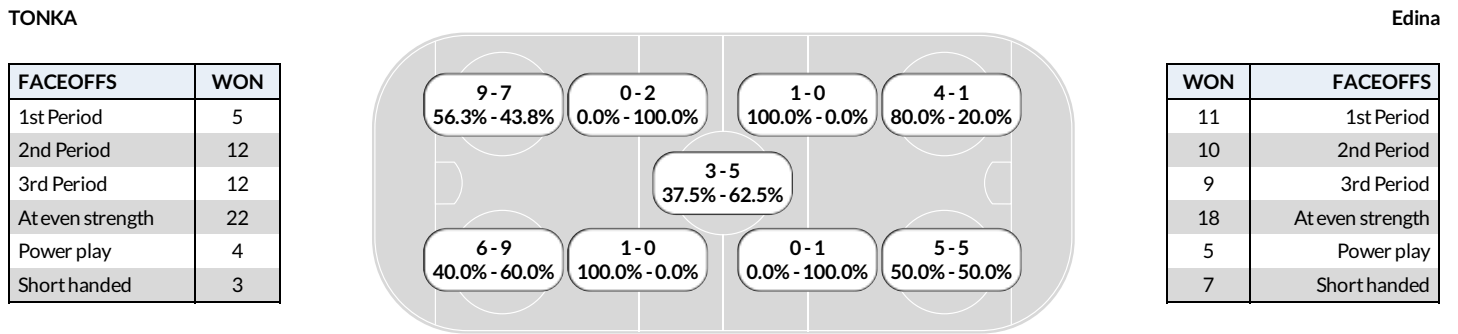 TONKA
Edina
FACEOFFS WON
1st Period 5
2nd Period 12
3rd Period 12
At even strength 22
Power play 4
Short handed 3
9 - 7
56.3% - 43.8%
0 - 2
0.0% - 100.0%
1 - 0
100.0% - 0.0%
4 - 1
80.0% - 20.0%
3 - 5
37.5% - 62.5%
6 - 9
40.0% - 60.0%
1 - 0
100.0% - 0.0%
0 - 1
0.0% - 100.0%
5 - 5
50.0% - 50.0%
WON FACEOFFS
11 1st Period
10 2nd Period
9 3rd Period
18 At even strength
5 Power play
7 Short handed